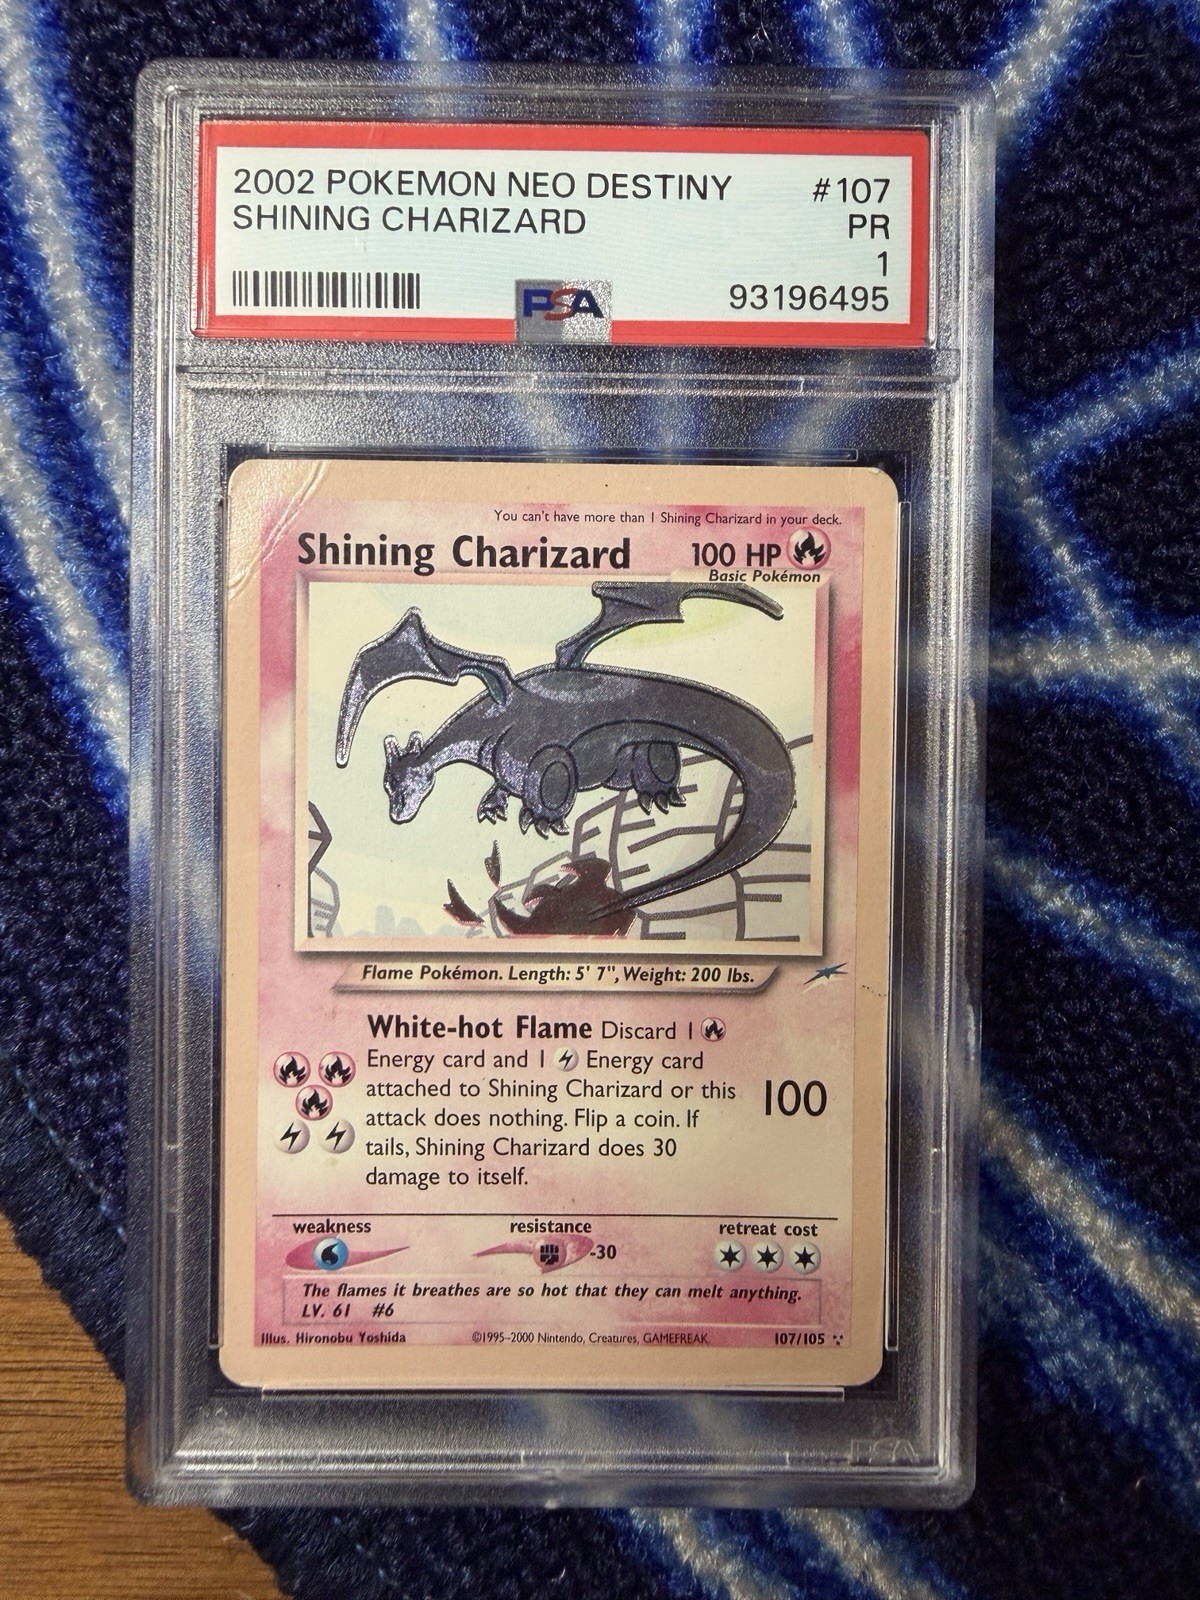 2002 POKEMON NEO DESTINY #107
SHINING CHARIZARD PR
1
93196495
PSA
You can't have more than 1 Shining Charizard in your deck.
Shining Charizard 100 HP
Basic Pokémon
Flame Pokémon. Length: 5' 7", Weight: 200 lbs.
White-hot Flame Discard 1
Energy card and 1 Energy card
attached to Shining Charizard or this
attack does nothing. Flip a coin. If
tails, Shining Charizard does 30
damage to itself.
100
weakness resistance retreat cost
-30
The flames it breathes are so hot that they can melt anything.
LV. 61 #6
Illus. Hironobu Yoshida ©1995–2000 Nintendo, Creatures, GAMEFREAK. 107/105
PSA